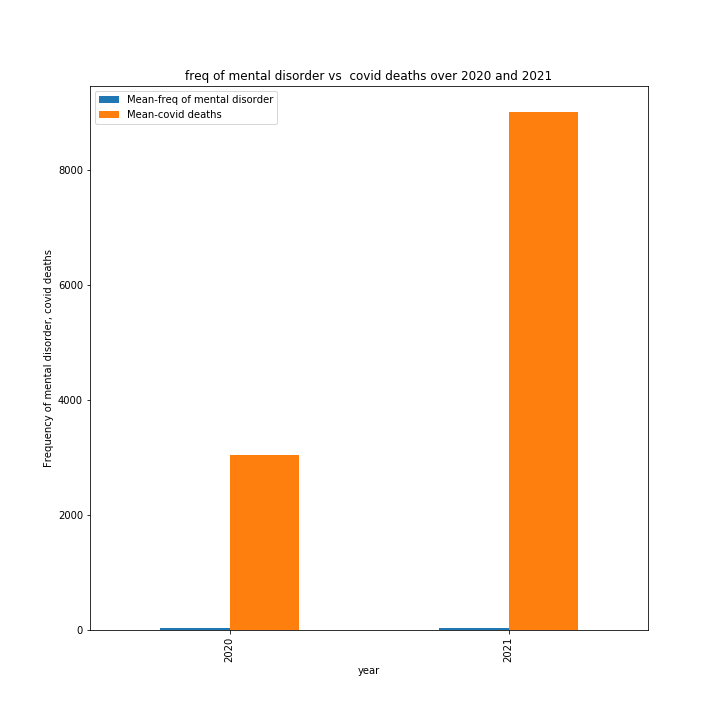 freq of mental disorder vs  covid deaths over 2020 and 2021
Mean-freq of mental disorder
Mean-covid deaths
8000
6000
4000
2000
0
Frequency of mental disorder, covid deaths
2020
2021
year